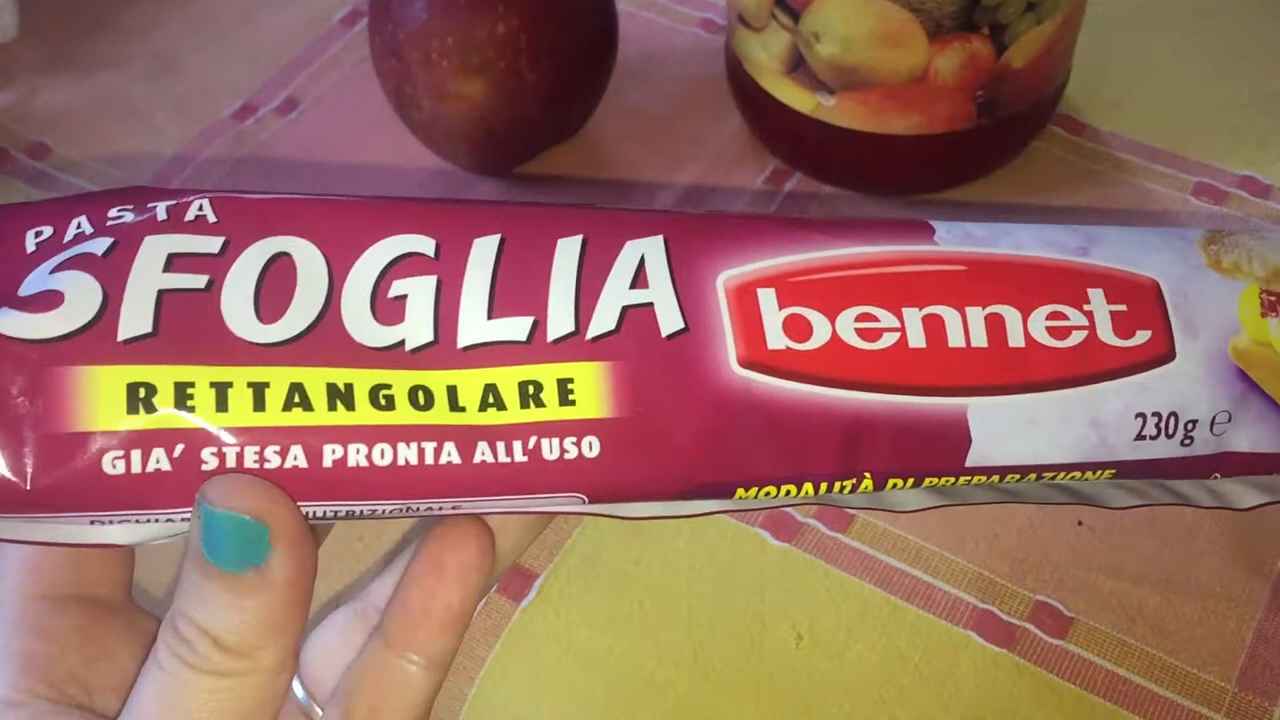 PASTA
SFOGLIA
RETTANGOLARE
GIA' STESA PRONTA ALL'USO
bennet
230g e
MODALITÀ DI PREPARAZIONE